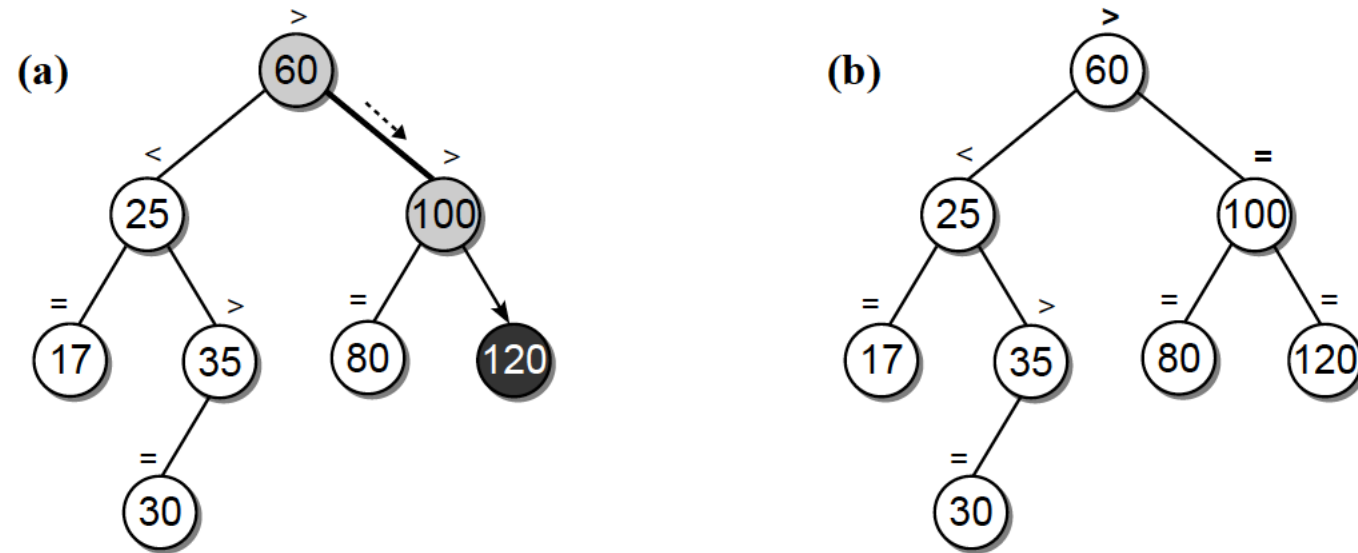 > >
(a) 60 (b) 60
< > < =
25 100 25 100
= > = = > = =
17 35 80 120 17 35 80 120
= =
30 30